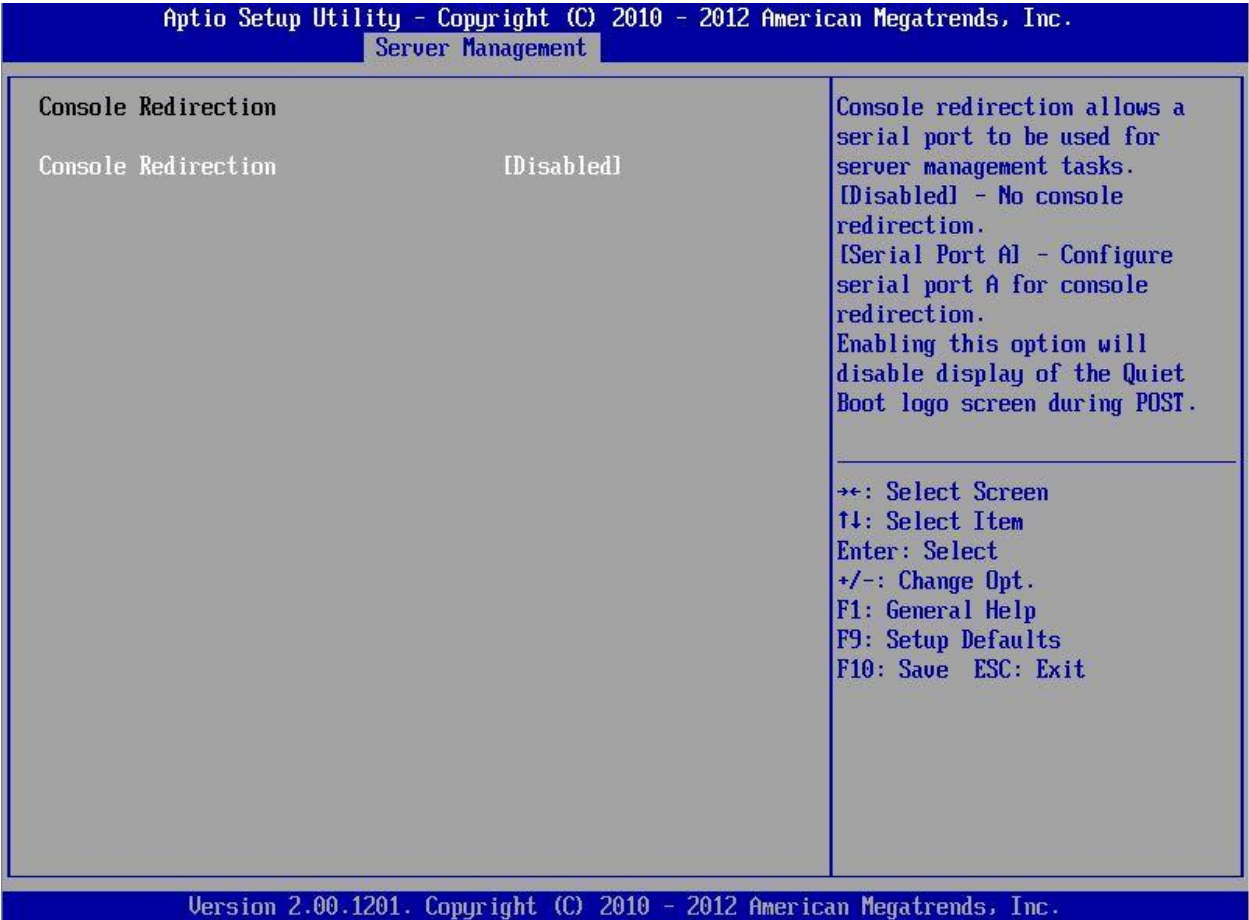 Aptio Setup Utility - Copyright (C) 2010 - 2012 American Megatrends, Inc.
Server Management
Console Redirection
Console Redirection [Disabled]
Console redirection allows a
serial port to be used for
server management tasks.
[Disabled] - No console
redirection.
[Serial Port A] - Configure
serial port A for console
redirection.
Enabling this option will
disable display of the Quiet
Boot logo screen during POST.
→←: Select Screen
↑↓: Select Item
Enter: Select
+/-: Change Opt.
F1: General Help
F9: Setup Defaults
F10: Save ESC: Exit
Version 2.00.1201. Copyright (C) 2010 - 2012 American Megatrends, Inc.